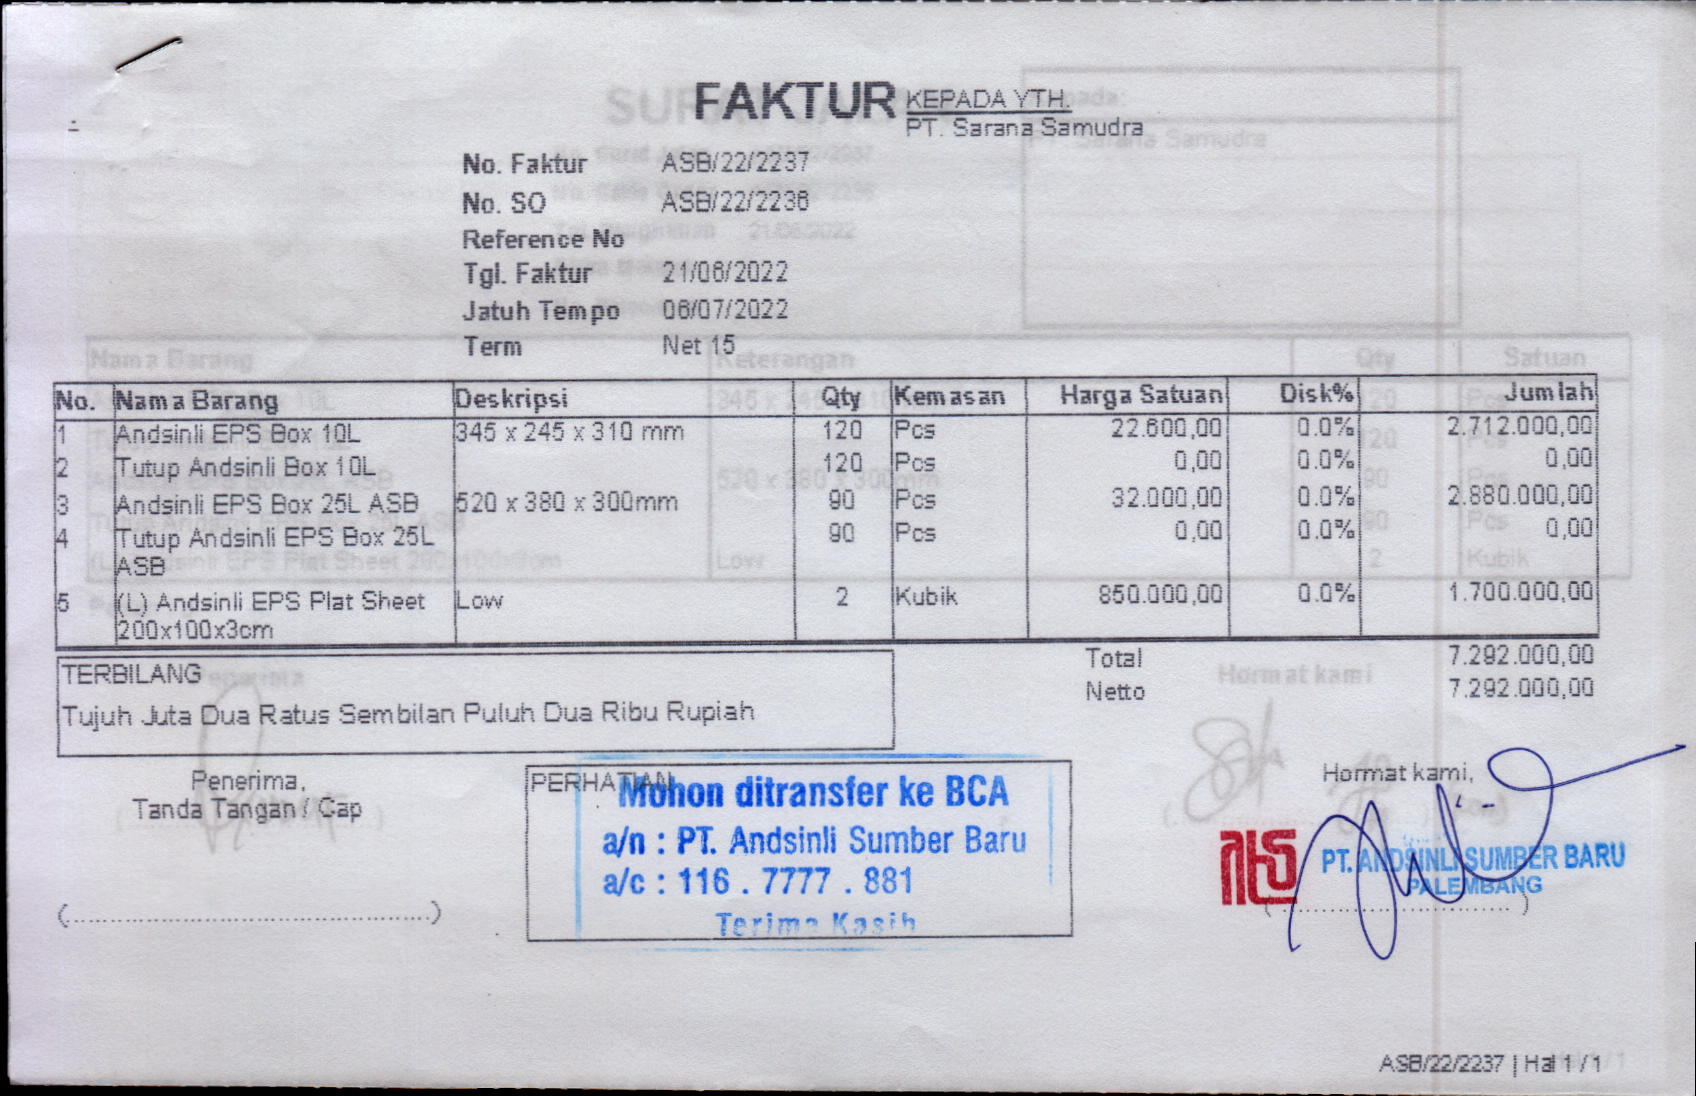 FAKTUR
KEPADA YTH.
PT. Sarana Samudra
No. Faktur ASB/22/2237
No. SO ASB/22/2236
Reference No
Tgl. Faktur 21/06/2022
Jatuh Tempo 06/07/2022
Term Net 15
No. Nama Barang Deskripsi Qty Kemasan Harga Satuan Disk% Jumlah
1 Andsinli EPS Box 10L 345 x 245 x 310 mm 120 Pcs 22.600,00 0.0% 2.712.000,00
2 Tutup Andsinli Box 10L 120 Pcs 0,00 0.0% 0,00
3 Andsinli EPS Box 25L ASB 520 x 380 x 300mm 90 Pcs 32.000,00 0.0% 2.880.000,00
4 Tutup Andsinli EPS Box 25L 90 Pcs 0,00 0.0% 0,00
ASB
5 (L) Andsinli EPS Plat Sheet Low 2 Kubik 850.000,00 0.0% 1.700.000,00
200x100x3cm
Total 7.292.000,00
Netto 7.292.000,00
TERBILANG
Tujuh Juta Dua Ratus Sembilan Puluh Dua Ribu Rupiah
Penerima,
Tanda Tangan / Cap
(..........................................)
PERHATIAN
Mohon ditransfer ke BCA
a/n : PT. Andsinli Sumber Baru
a/c : 116 . 7777 . 881
Terima Kasih
Hormat kami,
PT. ANDSINLI SUMBER BARU
PALEMBANG
(..............................)
ASB/22/2237 | Hal 1 / 1